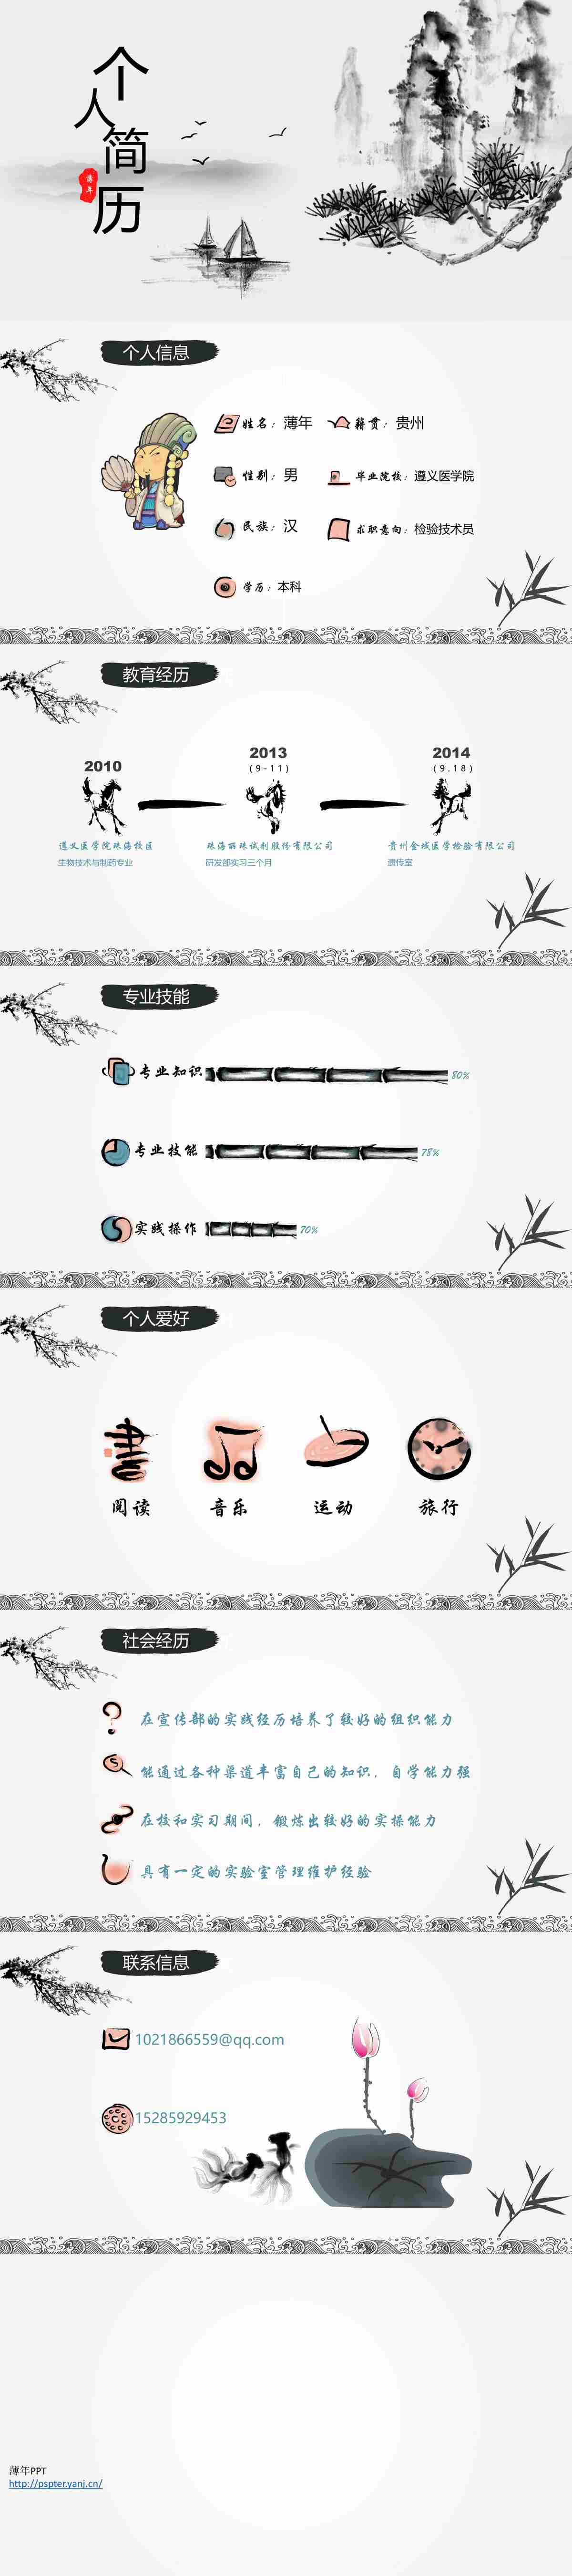 个
人
简
历
薄年
个人信息
姓名：薄年
籍贯：贵州
性别：男
毕业院校：遵义医学院
民族：汉
求职意向：检验技术员
学历：本科
教育经历
2010
2013
(9-11)
2014
(9.18)
遵义医学院珠海校区
生物技术与制药专业
珠海丽珠试剂股份有限公司
研发部实习三个月
贵州金域医学检验有限公司
遗传室
专业技能
专业知识
80%
专业技能
78%
实践操作
70%
个人爱好
書
阅读
音乐
运动
旅行
社会经历
在宣传部的实践经历培养了较好的组织能力
能通过各种渠道丰富自己的知识，自学能力强
在校和实习期间，锻炼出较好的实操能力
具有一定的实验室管理维护经验
联系信息
1021866559@qq.com
15285929453
薄年PPT
http://pspter.yanj.cn/